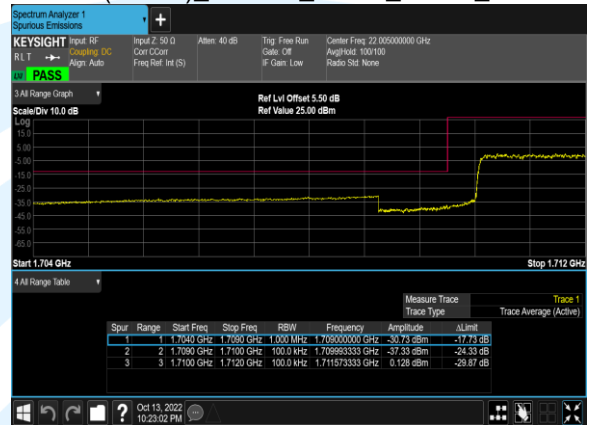 Spectrum Analyzer 1
Spurious Emissions
KEYSIGHT Input: RF Input Z: 50 Ω Atten: 40 dB Trig: Free Run Center Freq: 22.005000000 GHz
RLT Coupling: DC Corr CCorr Gate: Off Avg|Hold: 100/100
Align: Auto Freq Ref: Int (S) IF Gain: Low Radio Std: None
PASS
3 All Range Graph
Ref Lvl Offset 5.50 dB
Scale/Div 10.0 dB Ref Value 25.00 dBm
Log
15.0
5.00
-5.00
-15.0
-25.0
-35.0
-45.0
-55.0
-65.0
Start 1.704 GHz Stop 1.712 GHz
4 All Range Table
Measure Trace Trace 1
Trace Type Trace Average (Active)
Spur Range Start Freq Stop Freq RBW Frequency Amplitude ΔLimit
1 1 1.7040 GHz 1.7090 GHz 1.000 MHz 1.709000000 GHz -30.73 dBm -17.73 dB
2 2 1.7090 GHz 1.7100 GHz 100.0 kHz 1.709993333 GHz -37.33 dBm -24.33 dB
3 3 1.7100 GHz 1.7120 GHz 100.0 kHz 1.711573333 GHz 0.128 dBm -29.87 dB
? Oct 13, 2022
10:23:02 PM